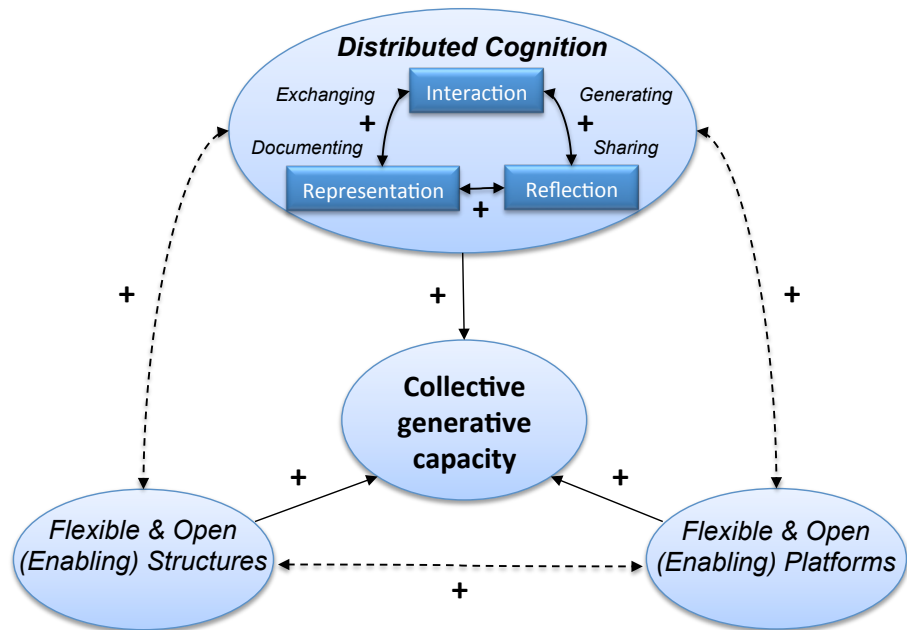 Distributed Cognition
Interaction
Exchanging
Generating
+
+
Documenting
Sharing
Representation
Reflection
+
+
+
+
Collective
generative
capacity
+
+
Flexible & Open
(Enabling) Structures
Flexible & Open
(Enabling) Platforms
+